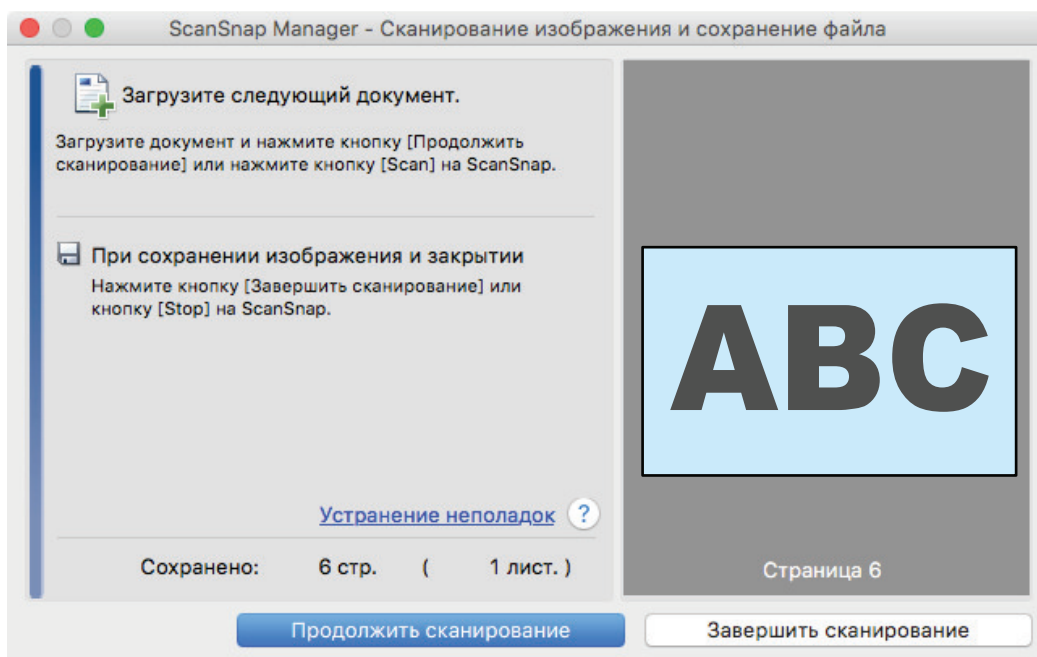 ScanSnap Manager - Сканирование изображения и сохранение файла
Загрузите следующий документ.
Загрузите документ и нажмите кнопку [Продолжить
сканирование] или нажмите кнопку [Scan] на ScanSnap.
При сохранении изображения и закрытии
Нажмите кнопку [Завершить сканирование] или
кнопку [Stop] на ScanSnap.
Устранение неполадок ?
Сохранено: 6 стр. ( 1 лист. )
ABC
Страница 6
Продолжить сканирование
Завершить сканирование